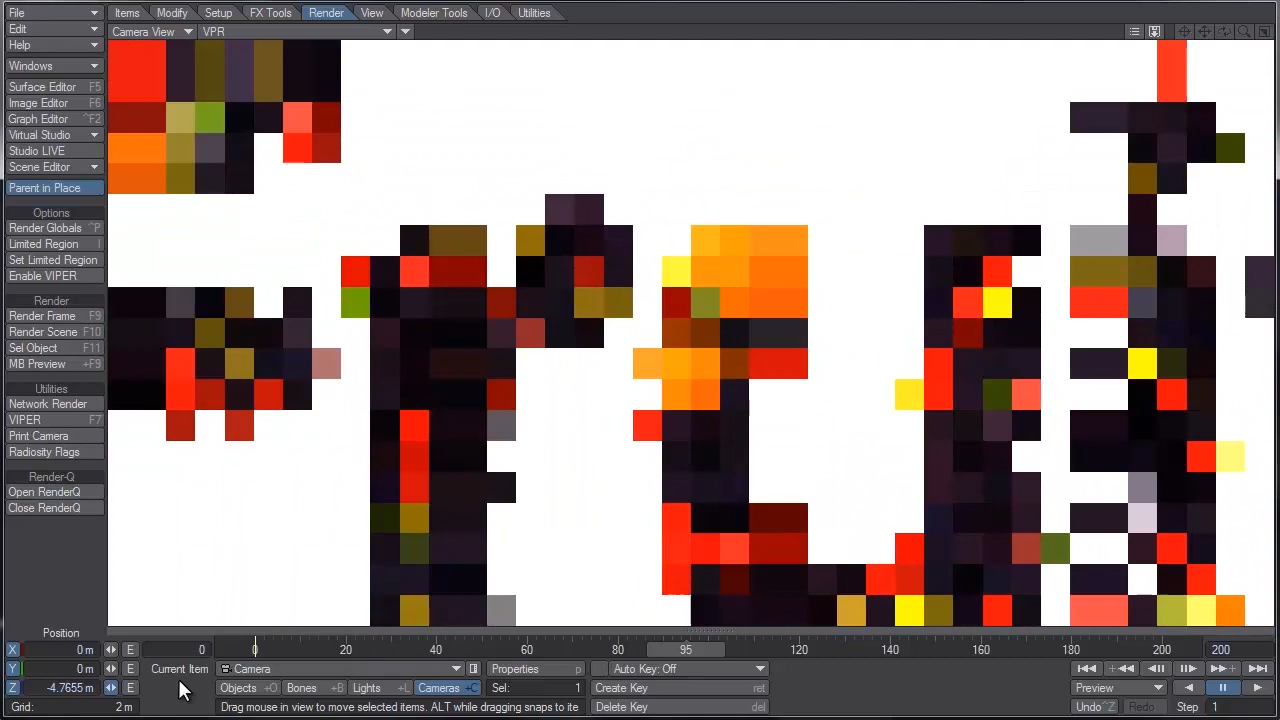 File Items Modify Setup FX Tools Render View Modeler Tools I/O Utilities
Edit Camera View VPR
Help
Windows
Surface Editor F5
Image Editor F6
Graph Editor ^F2
Virtual Studio
Studio LIVE
Scene Editor
Parent in Place
Options
Render Globals ^P
Limited Region l
Set Limited Region
Enable VIPER
Render
Render Frame F9
Render Scene F10
Sel Object F11
MB Preview +F9
Utilities
Network Render
VIPER F7
Print Camera
Radiosity Flags
Render-Q
Open RenderQ
Close RenderQ
Position
X 0 m E 0 0 20 40 60 80 95 120 140 160 180 200 200
Y 0 m E Current Item Camera Properties p Auto Key: Off
Z -4.7655 m E Objects +O Bones +B Lights +L Cameras +C Sel: 1 Create Key ret Preview
Grid: 2 m Drag mouse in view to move selected items. ALT while dragging snaps to ite Delete Key del Undo ^Z Redo Step 1